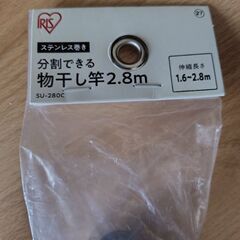 IRIS
27
ステンレス巻き
分割できる
物干し竿2.8m
SU-280C
伸縮長さ
1.6~2.8m